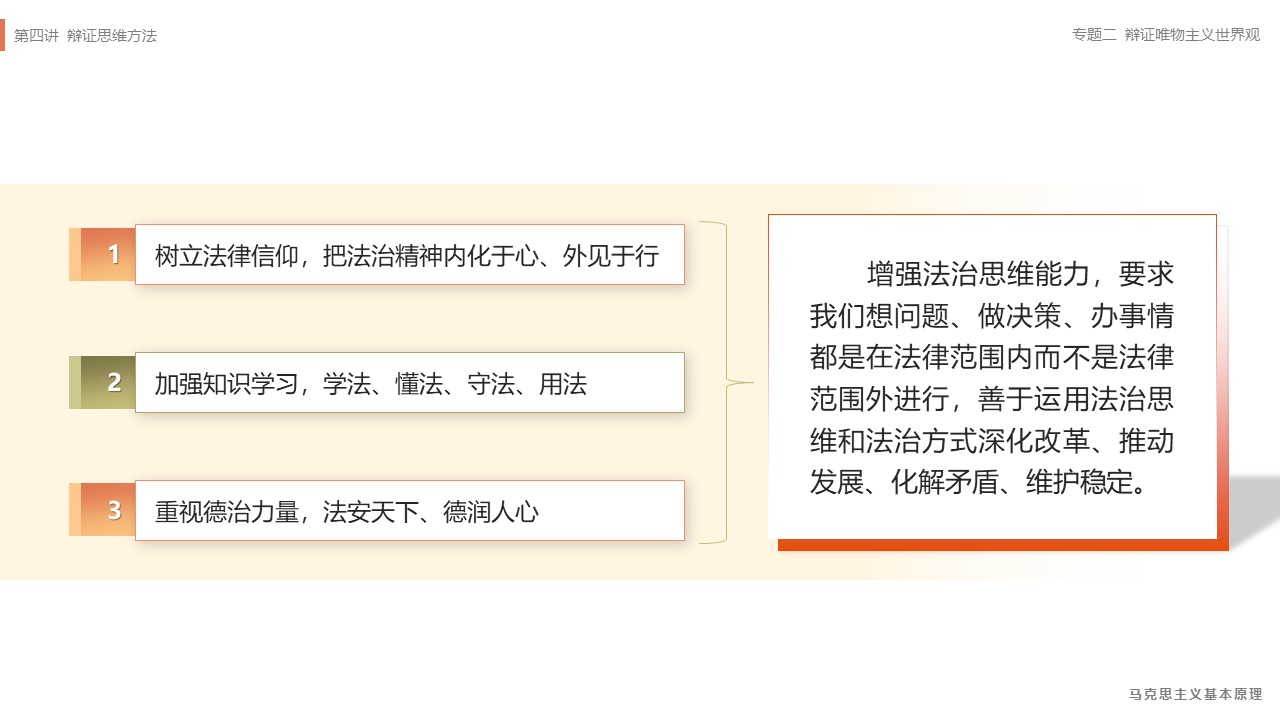 第四讲 辩证思维方法
专题二 辩证唯物主义世界观
1
树立法律信仰，把法治精神内化于心、外见于行
2
加强知识学习，学法、懂法、守法、用法
3
重视德治力量，法安天下、德润人心
增强法治思维能力，要求
我们想问题、做决策、办事情
都是在法律范围内而不是法律
范围外进行，善于运用法治思
维和法治方式深化改革、推动
发展、化解矛盾、维护稳定。
马克思主义基本原理